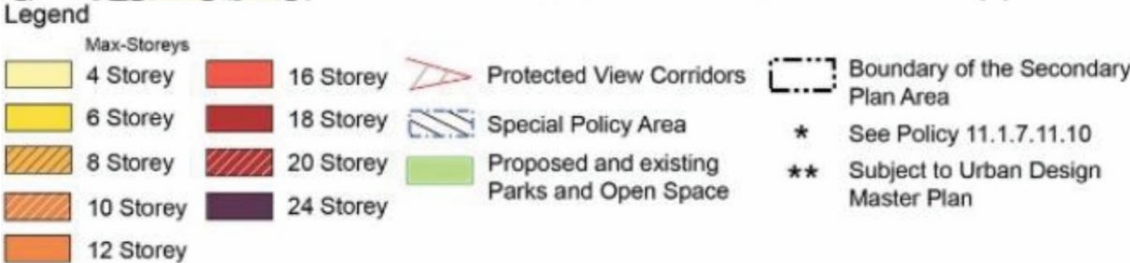 Legend
Max-Storeys
4 Storey
6 Storey
8 Storey
10 Storey
12 Storey
16 Storey
18 Storey
20 Storey
24 Storey
Protected View Corridors
Special Policy Area
Proposed and existing
Parks and Open Space
Boundary of the Secondary
Plan Area
* See Policy 11.1.7.11.10
** Subject to Urban Design
Master Plan